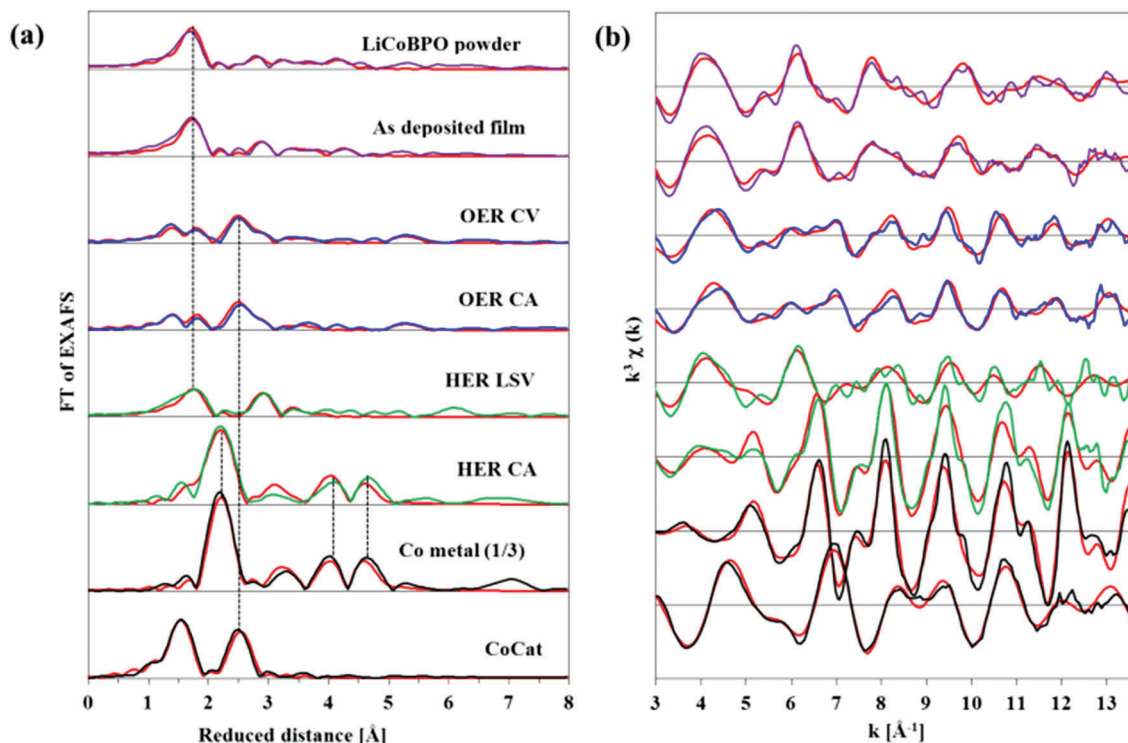 (a)
LiCoBPO powder
As deposited film
OER CV
OER CA
HER LSV
HER CA
Co metal (1/3)
CoCat
FT of EXAFS
0 1 2 3 4 5 6 7 8
Reduced distance [Å]
(b)
k³ χ (k)
3 4 5 6 7 8 9 10 11 12 13
k [Å⁻¹]